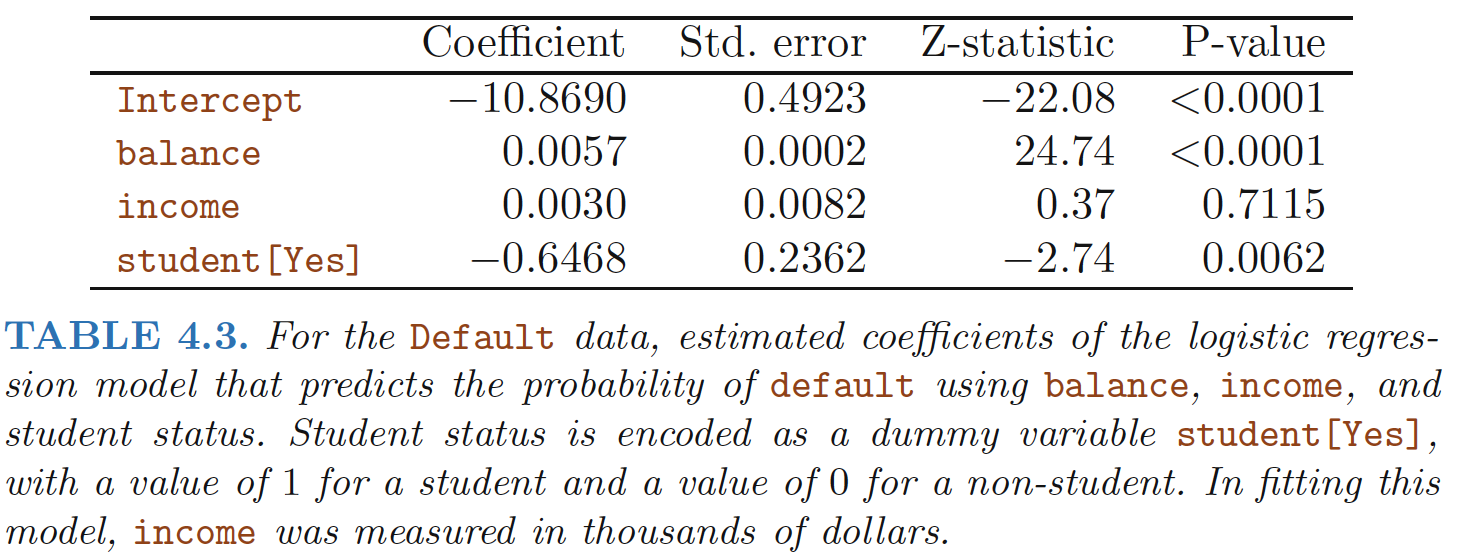 Coefficient Std. error Z-statistic P-value
Intercept −10.8690 0.4923 −22.08 <0.0001
balance 0.0057 0.0002 24.74 <0.0001
income 0.0030 0.0082 0.37 0.7115
student[Yes] −0.6468 0.2362 −2.74 0.0062
TABLE 4.3. For the Default data, estimated coefficients of the logistic regres-
sion model that predicts the probability of default using balance, income, and
student status. Student status is encoded as a dummy variable student[Yes],
with a value of 1 for a student and a value of 0 for a non-student. In fitting this
model, income was measured in thousands of dollars.